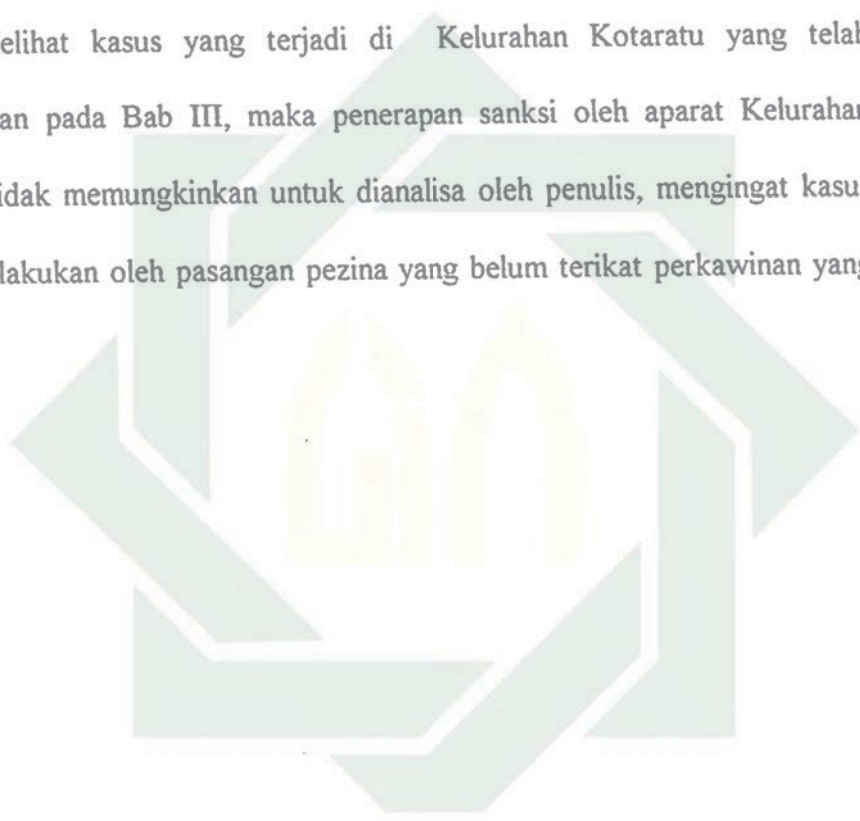 elihat kasus yang terjadi di Kelurahan Kotaratu yang telah
an pada Bab III, maka penerapan sanksi oleh aparat Kelurahan
idak memungkinkan untuk dianalisa oleh penulis, mengingat kasu
lakukan oleh pasangan pezina yang belum terikat perkawinan yang